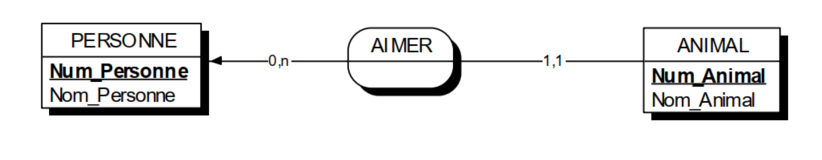 PERSONNE
Num_Personne
Nom_Personne
0,n
AIMER
1,1
ANIMAL
Num_Animal
Nom_Animal